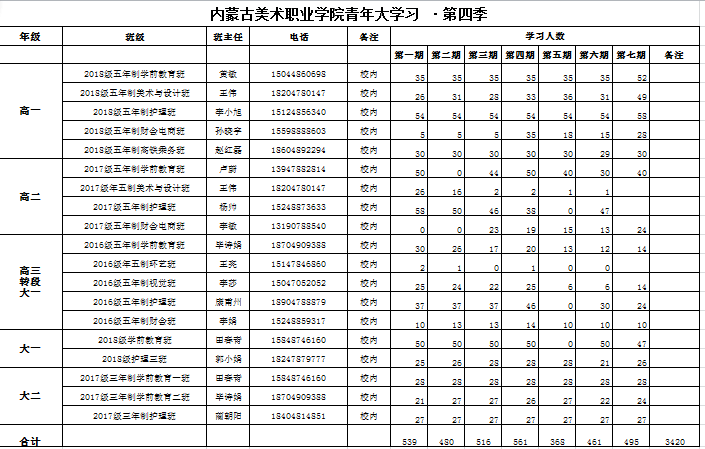 内蒙古美术职业学院青年大学习 -第四季
年级 班级 班主任 电话 备注 学习人数
第一期 第二期 第三期 第四期 第五期 第六期 第七期 备注
高一
2018级五年制学前教育班 黄敏 15044860698 校内 35 35 35 35 35 35 52
2018级五年制美术与设计班 王伟 18204780147 校内 26 31 28 33 36 31 49
2018级五年制护理班 李小旭 15124856340 校内 54 54 54 54 54 54 58
2018级五年制财会电商班 孙晓宇 15598888603 校内 5 5 5 35 18 15 28
2018级五年制高铁乘务班 赵红磊 18604892294 校内 30 30 30 30 30 29 30
高二
2017级五年制学前教育班 卢蔚 13947882814 校内 50 0 44 50 40 30 40
2017级年五制美术与设计班 王伟 18204780147 校内 26 16 2 2 1 1
2017级五年制护理班 杨帅 15248873633 校内 58 50 46 38 0 47
2017级五年制财会电商班 李敏 13190788540 校内 0 0 23 19 15 13 24
高三
转段
大一
2016级五年制学前教育班 毕诗娟 18704909388 校内 30 26 17 20 13 12 14
2016级年五制环艺班 王亮 15147846860 校内 2 1 0 1 0 0
2016级五年制视觉班 李莎 15047052052 校内 25 24 22 25 6 6 14
2016级五年制护理班 康甫州 18904788879 校内 37 37 37 46 0 30 24
2016级五年制财会班 李娟 15248859317 校内 10 13 13 14 10 10 10
大一
2018级学前教育班 田春青 15848746160 校内 50 50 50 50 0 50 47
2018级护理三班 郭小娟 18247879777 校内 25 26 28 28 28 21 26
大二
2017级三年制学前教育一班 田春青 15848746160 校内 28 28 28 28 28 28 28
2017级三年制学前教育二班 毕诗娟 18704909388 校内 21 27 27 26 27 22 24
2017级三年制护理班 蔺朝阳 18404814851 校内 27 27 27 27 27 27 27
合计 539 480 516 561 368 461 495 3420